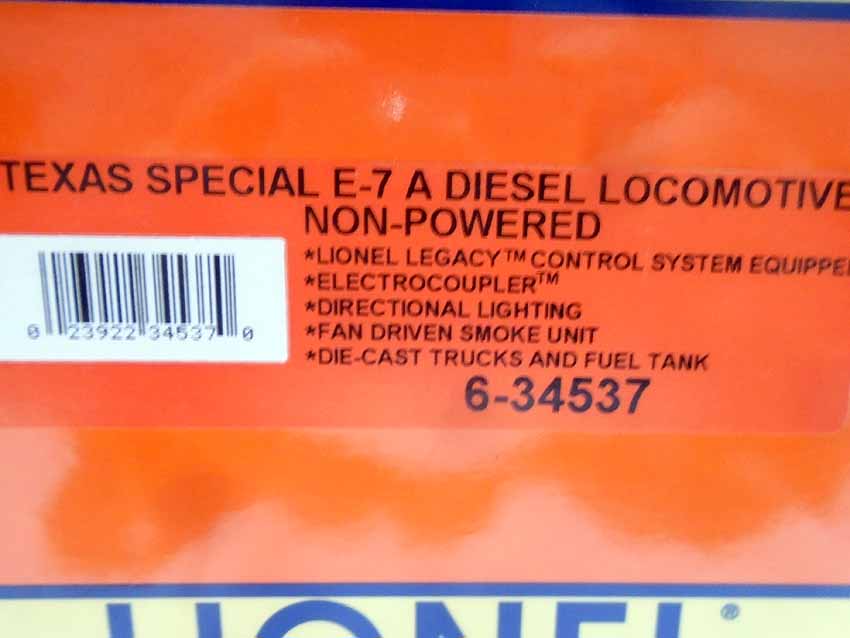 TEXAS SPECIAL E-7 A DIESEL LOCOMOTIVE
NON-POWERED
*LIONEL LEGACY™ CONTROL SYSTEM EQUIPPE
*ELECTROCOUPLER™
*DIRECTIONAL LIGHTING
*FAN DRIVEN SMOKE UNIT
*DIE-CAST TRUCKS AND FUEL TANK
0 23922 34537 0
6-34537
LIONEL®